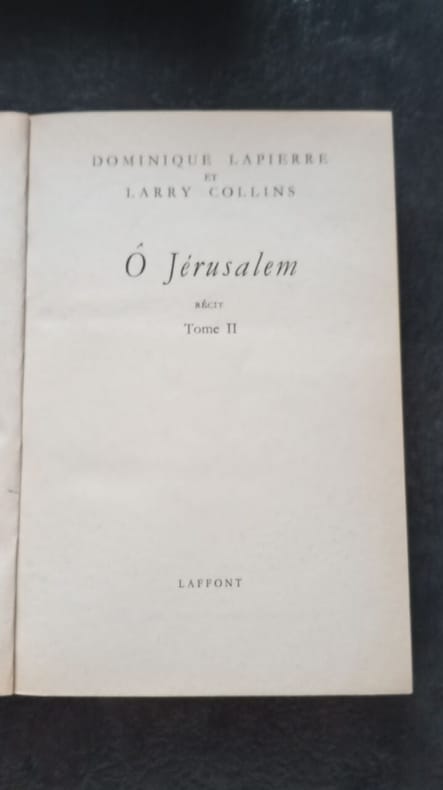 DOMINIQUE LAPIERRE
ET
LARRY COLLINS
Ô Jérusalem
RÉCIT
Tome II
LAFFONT